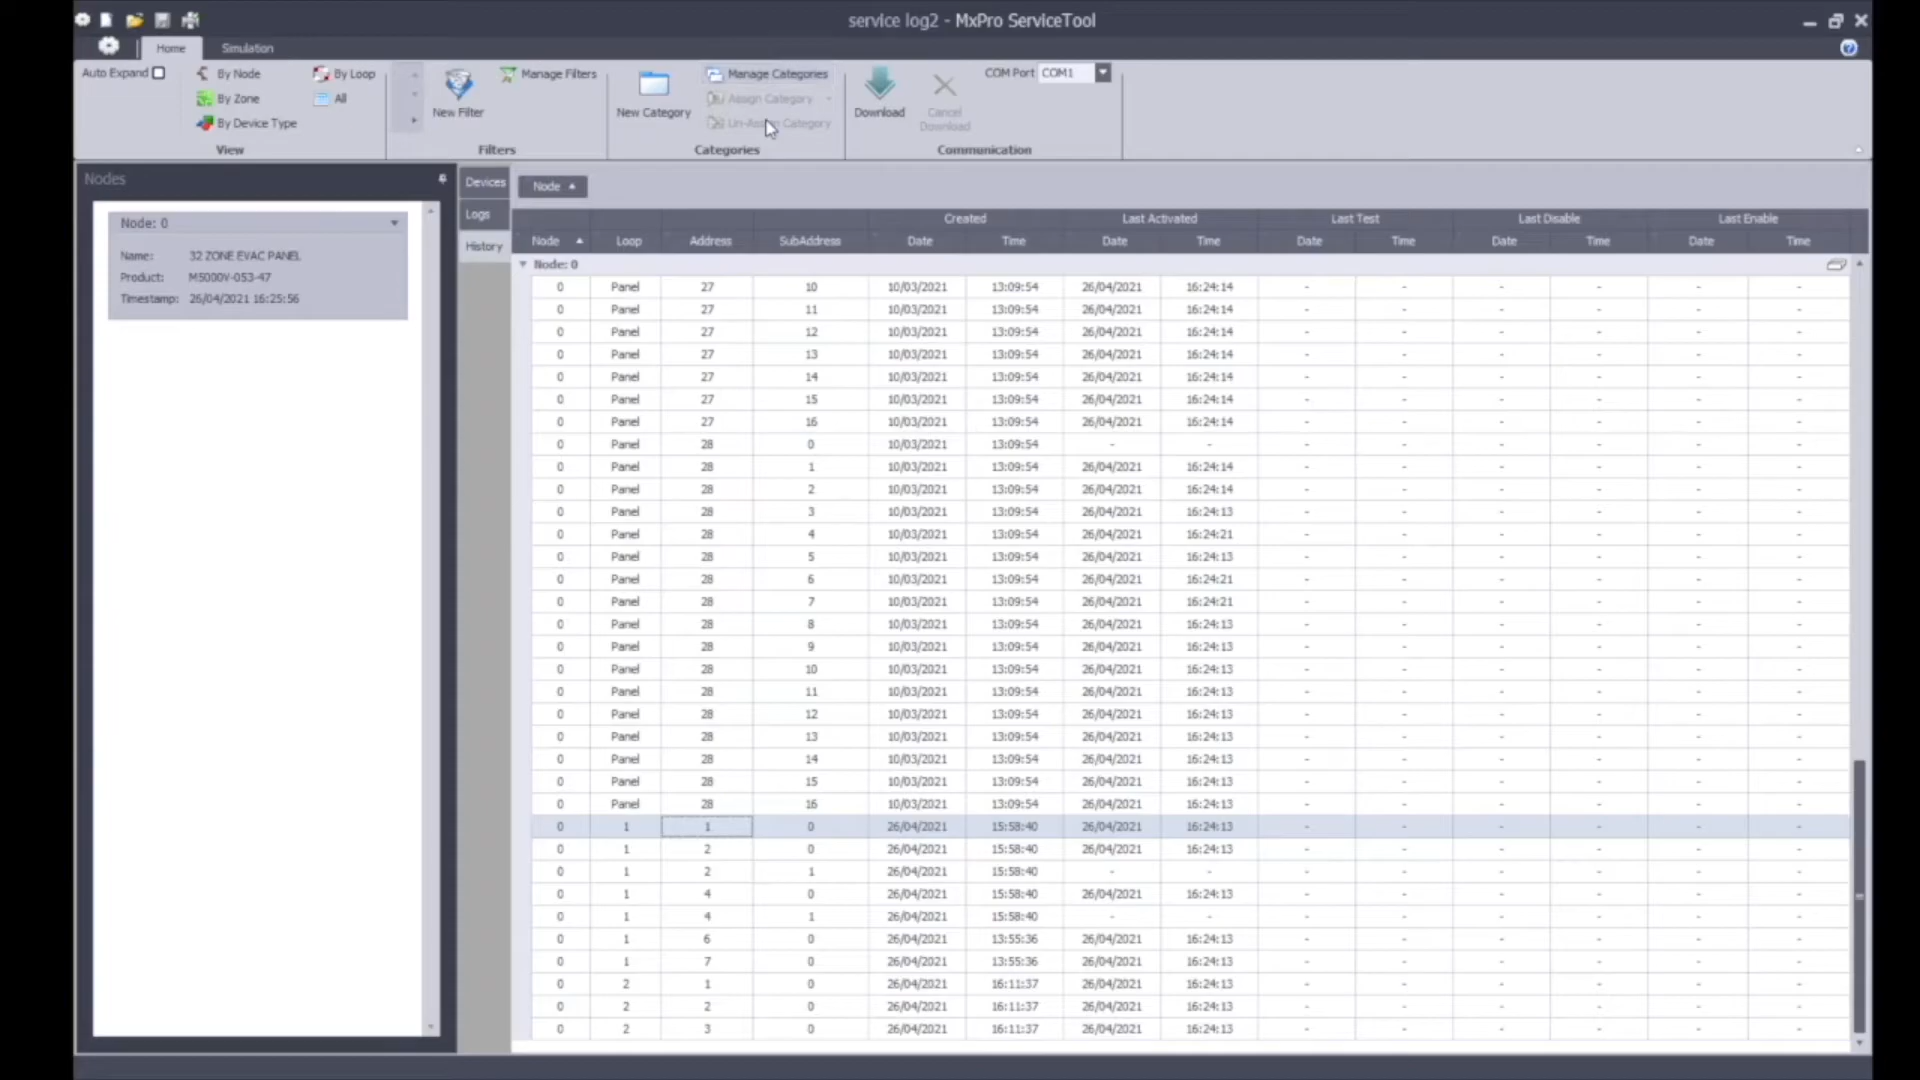 service log2 - MxPro ServiceTool
Home Simulation
Auto Expand By Node By Loop
By Zone All
By Device Type
View
New Filter Manage Filters
Filters
New Category Manage Categories
Assign Category
Category
Categories
Download Cancel Download COM Port COM1
Communication
Nodes
Node: 0
Name: 32 ZONE EVAC PANEL
Product: M5000V-053-47
Timestamp: 26/04/2021 16:25:56
Devices
Logs
History
Node
Created Last Activated Last Test Last Disable Last Enable
Node Loop Address SubAddress Date Time Date Time Date Time Date Time Date Time
Node: 0
0 Panel 27 10 10/03/2021 13:09:54 26/04/2021 16:24:14 - - - - - -
0 Panel 27 11 10/03/2021 13:09:54 26/04/2021 16:24:14 - - - - - -
0 Panel 27 12 10/03/2021 13:09:54 26/04/2021 16:24:14 - - - - - -
0 Panel 27 13 10/03/2021 13:09:54 26/04/2021 16:24:14 - - - - - -
0 Panel 27 14 10/03/2021 13:09:54 26/04/2021 16:24:14 - - - - - -
0 Panel 27 15 10/03/2021 13:09:54 26/04/2021 16:24:14 - - - - - -
0 Panel 27 16 10/03/2021 13:09:54 26/04/2021 16:24:14 - - - - - -
0 Panel 28 0 10/03/2021 13:09:54 - - - - - - - -
0 Panel 28 1 10/03/2021 13:09:54 26/04/2021 16:24:14 - - - - - -
0 Panel 28 2 10/03/2021 13:09:54 26/04/2021 16:24:14 - - - - - -
0 Panel 28 3 10/03/2021 13:09:54 26/04/2021 16:24:13 - - - - - -
0 Panel 28 4 10/03/2021 13:09:54 26/04/2021 16:24:21 - - - - - -
0 Panel 28 5 10/03/2021 13:09:54 26/04/2021 16:24:13 - - - - - -
0 Panel 28 6 10/03/2021 13:09:54 26/04/2021 16:24:21 - - - - - -
0 Panel 28 7 10/03/2021 13:09:54 26/04/2021 16:24:21 - - - - - -
0 Panel 28 8 10/03/2021 13:09:54 26/04/2021 16:24:13 - - - - - -
0 Panel 28 9 10/03/2021 13:09:54 26/04/2021 16:24:13 - - - - - -
0 Panel 28 10 10/03/2021 13:09:54 26/04/2021 16:24:13 - - - - - -
0 Panel 28 11 10/03/2021 13:09:54 26/04/2021 16:24:13 - - - - - -
0 Panel 28 12 10/03/2021 13:09:54 26/04/2021 16:24:13 - - - - - -
0 Panel 28 13 10/03/2021 13:09:54 26/04/2021 16:24:13 - - - - - -
0 Panel 28 14 10/03/2021 13:09:54 26/04/2021 16:24:13 - - - - - -
0 Panel 28 15 10/03/2021 13:09:54 26/04/2021 16:24:13 - - - - - -
0 Panel 28 16 10/03/2021 13:09:54 26/04/2021 16:24:13 - - - - - -
0 1 1 0 26/04/2021 15:58:40 26/04/2021 16:24:13 - - - - - -
0 1 2 0 26/04/2021 15:58:40 26/04/2021 16:24:13 - - - - - -
0 1 2 1 26/04/2021 15:58:40 - - - - - - - -
0 1 4 0 26/04/2021 15:58:40 26/04/2021 16:24:13 - - - - - -
0 1 4 1 26/04/2021 15:58:40 - - - - - - - -
0 1 6 0 26/04/2021 13:55:36 26/04/2021 16:24:13 - - - - - -
0 1 7 0 26/04/2021 13:55:36 26/04/2021 16:24:13 - - - - - -
0 2 1 0 26/04/2021 16:11:37 26/04/2021 16:24:13 - - - - - -
0 2 2 0 26/04/2021 16:11:37 26/04/2021 16:24:13 - - - - - -
0 2 3 0 26/04/2021 16:11:37 26/04/2021 16:24:13 - - - - - -